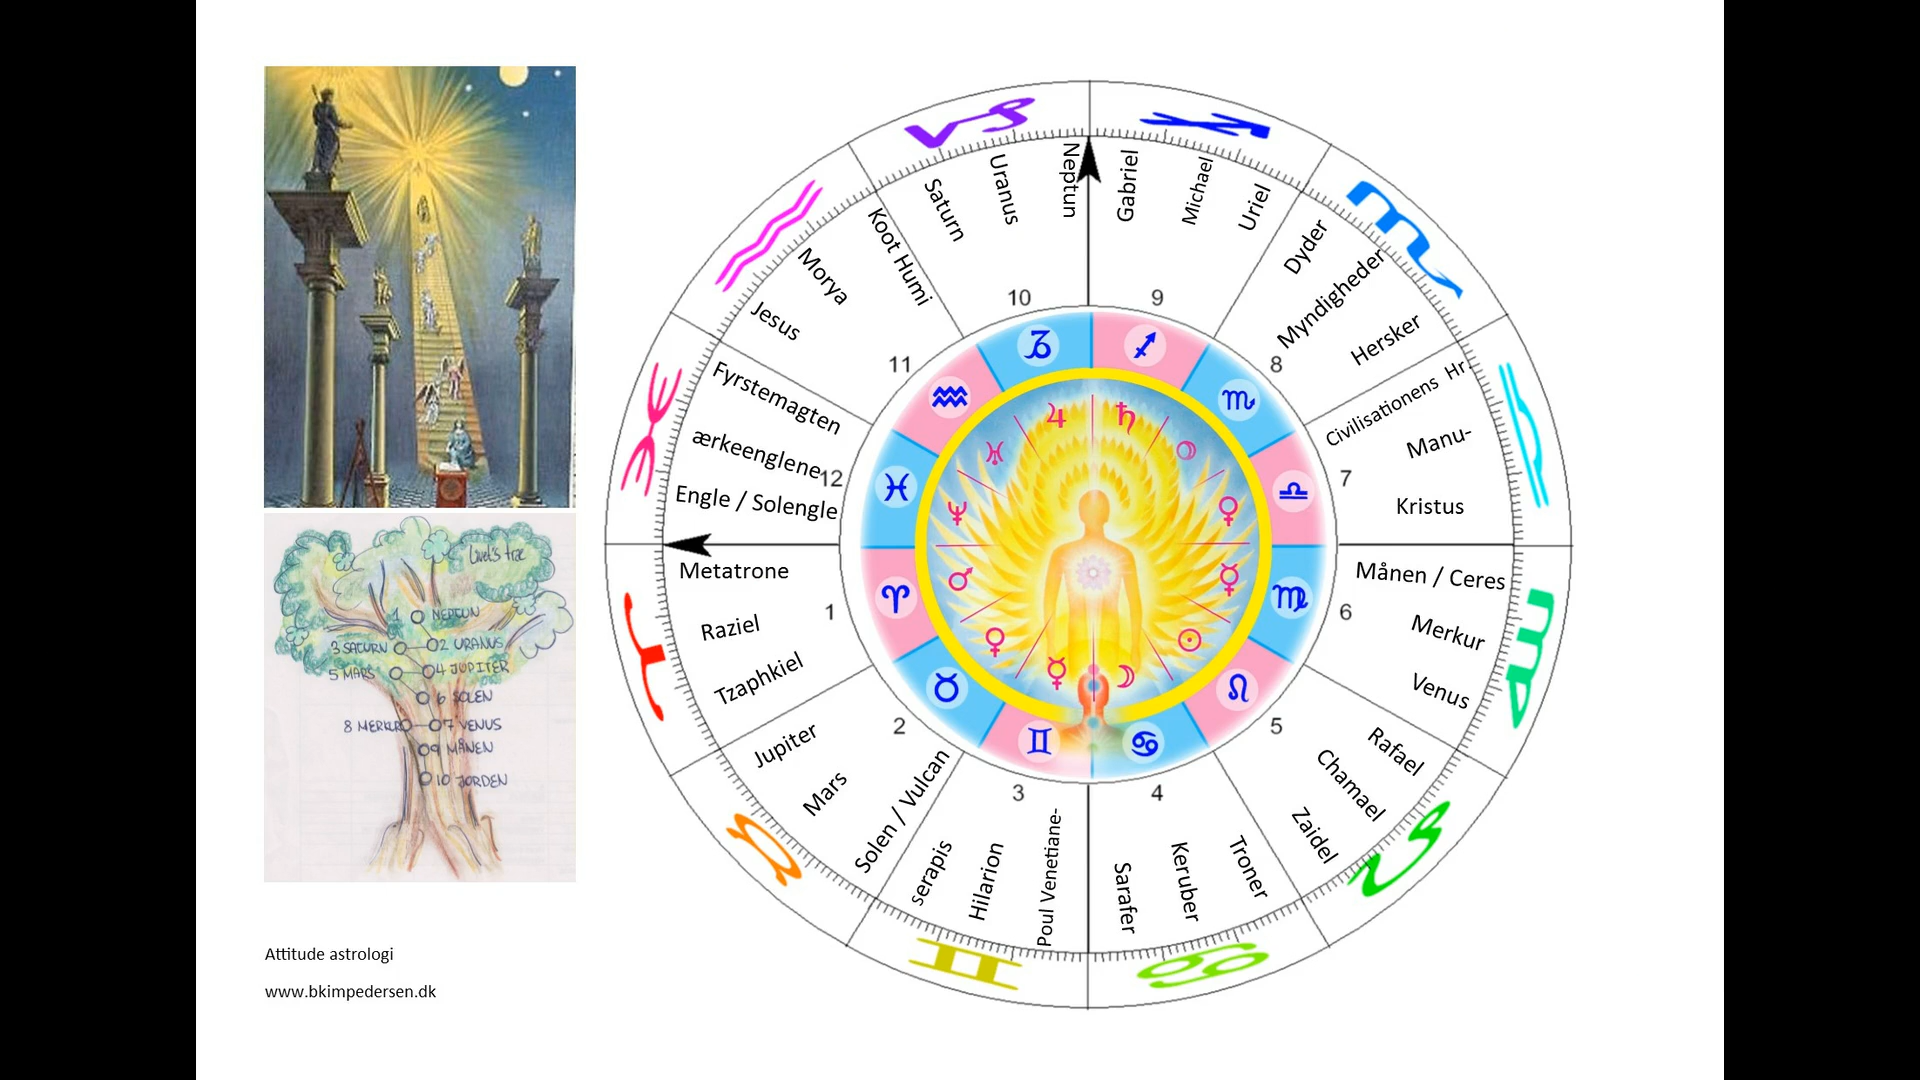 Livet's træ
1 NEPTUN
3 SATURN
2 URANUS
5 MARS
4 JUPITER
6 SOLEN
8 MERKUR
7 VENUS
9 MÅNEN
10 JORDEN
Attitude astrologi
www.bkimpedersen.dk
Metatrone
Raziel
Tzaphkiel
1
Jupiter
Mars
Solen / Vulcan
2
serapis
Hilarion
Poul Venetiane-
3
Sarafer
Keruber
Troner
4
Zaidel
Chamael
Rafael
5
Venus
Merkur
Månen / Ceres
6
Kristus
Manu-
Civilisationens Hr.
7
Hersker
Myndigheder
Dyder
8
Uriel
Michael
Gabriel
9
Neptun
Uranus
Saturn
10
Koot Humi
Morya
Jesus
11
Fyrstemagten
ærkeenglene
Engle / Solengle
12